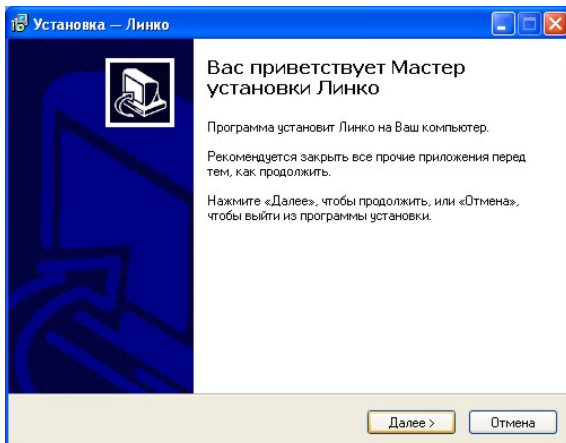 Установка — Линко
Вас приветствует Мастер
установки Линко
Программа установит Линко на Ваш компьютер.
Рекомендуется закрыть все прочие приложения перед
тем, как продолжить.
Нажмите «Далее», чтобы продолжить, или «Отмена»,
чтобы выйти из программы установки.
Далее >
Отмена